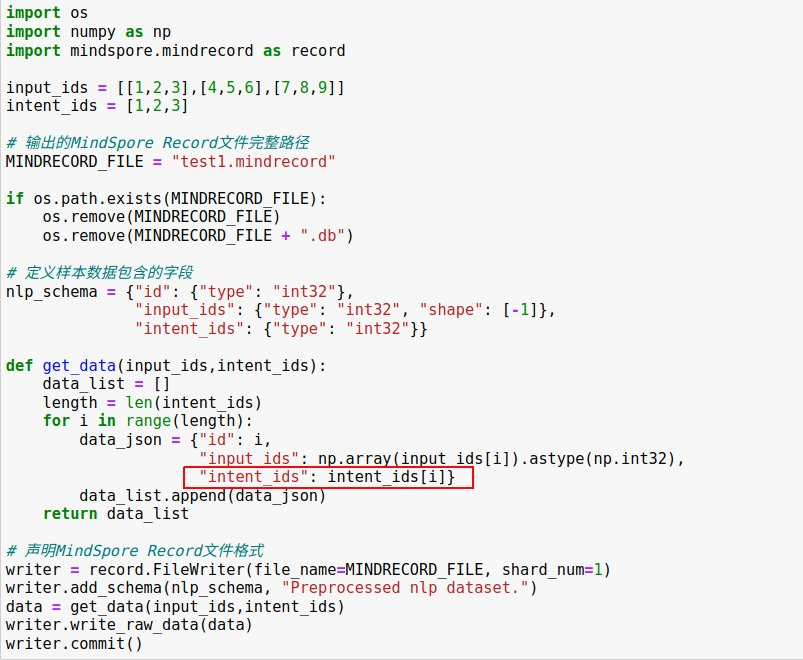 import os
import numpy as np
import mindspore.mindrecord as record

input_ids = [[1,2,3],[4,5,6],[7,8,9]]
intent_ids = [1,2,3]

# 输出的MindSpore Record文件完整路径
MINDRECORD_FILE = "test1.mindrecord"

if os.path.exists(MINDRECORD_FILE):
    os.remove(MINDRECORD_FILE)
    os.remove(MINDRECORD_FILE + ".db")

# 定义样本数据包含的字段
nlp_schema = {"id": {"type": "int32"},
              "input_ids": {"type": "int32", "shape": [-1]},
              "intent_ids": {"type": "int32"}}

def get_data(input_ids,intent_ids):
    data_list = []
    length = len(intent_ids)
    for i in range(length):
        data_json = {"id": i,
                     "input_ids": np.array(input_ids[i]).astype(np.int32),
                     "intent_ids": intent_ids[i]}
        data_list.append(data_json)
    return data_list

# 声明MindSpore Record文件格式
writer = record.FileWriter(file_name=MINDRECORD_FILE, shard_num=1)
writer.add_schema(nlp_schema, "Preprocessed nlp dataset.")
data = get_data(input_ids,intent_ids)
writer.write_raw_data(data)
writer.commit()